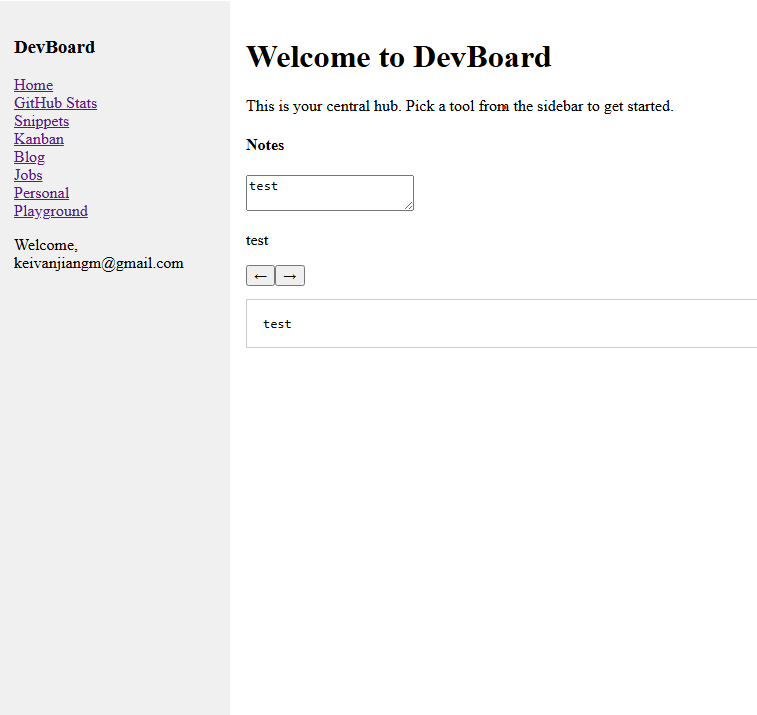 DevBoard
Home
GitHub Stats
Snippets
Kanban
Blog
Jobs
Personal
Playground
Welcome,
keivanjiangm@gmail.com
Welcome to DevBoard
This is your central hub. Pick a tool from the sidebar to get started.
Notes
test
test
← →
test